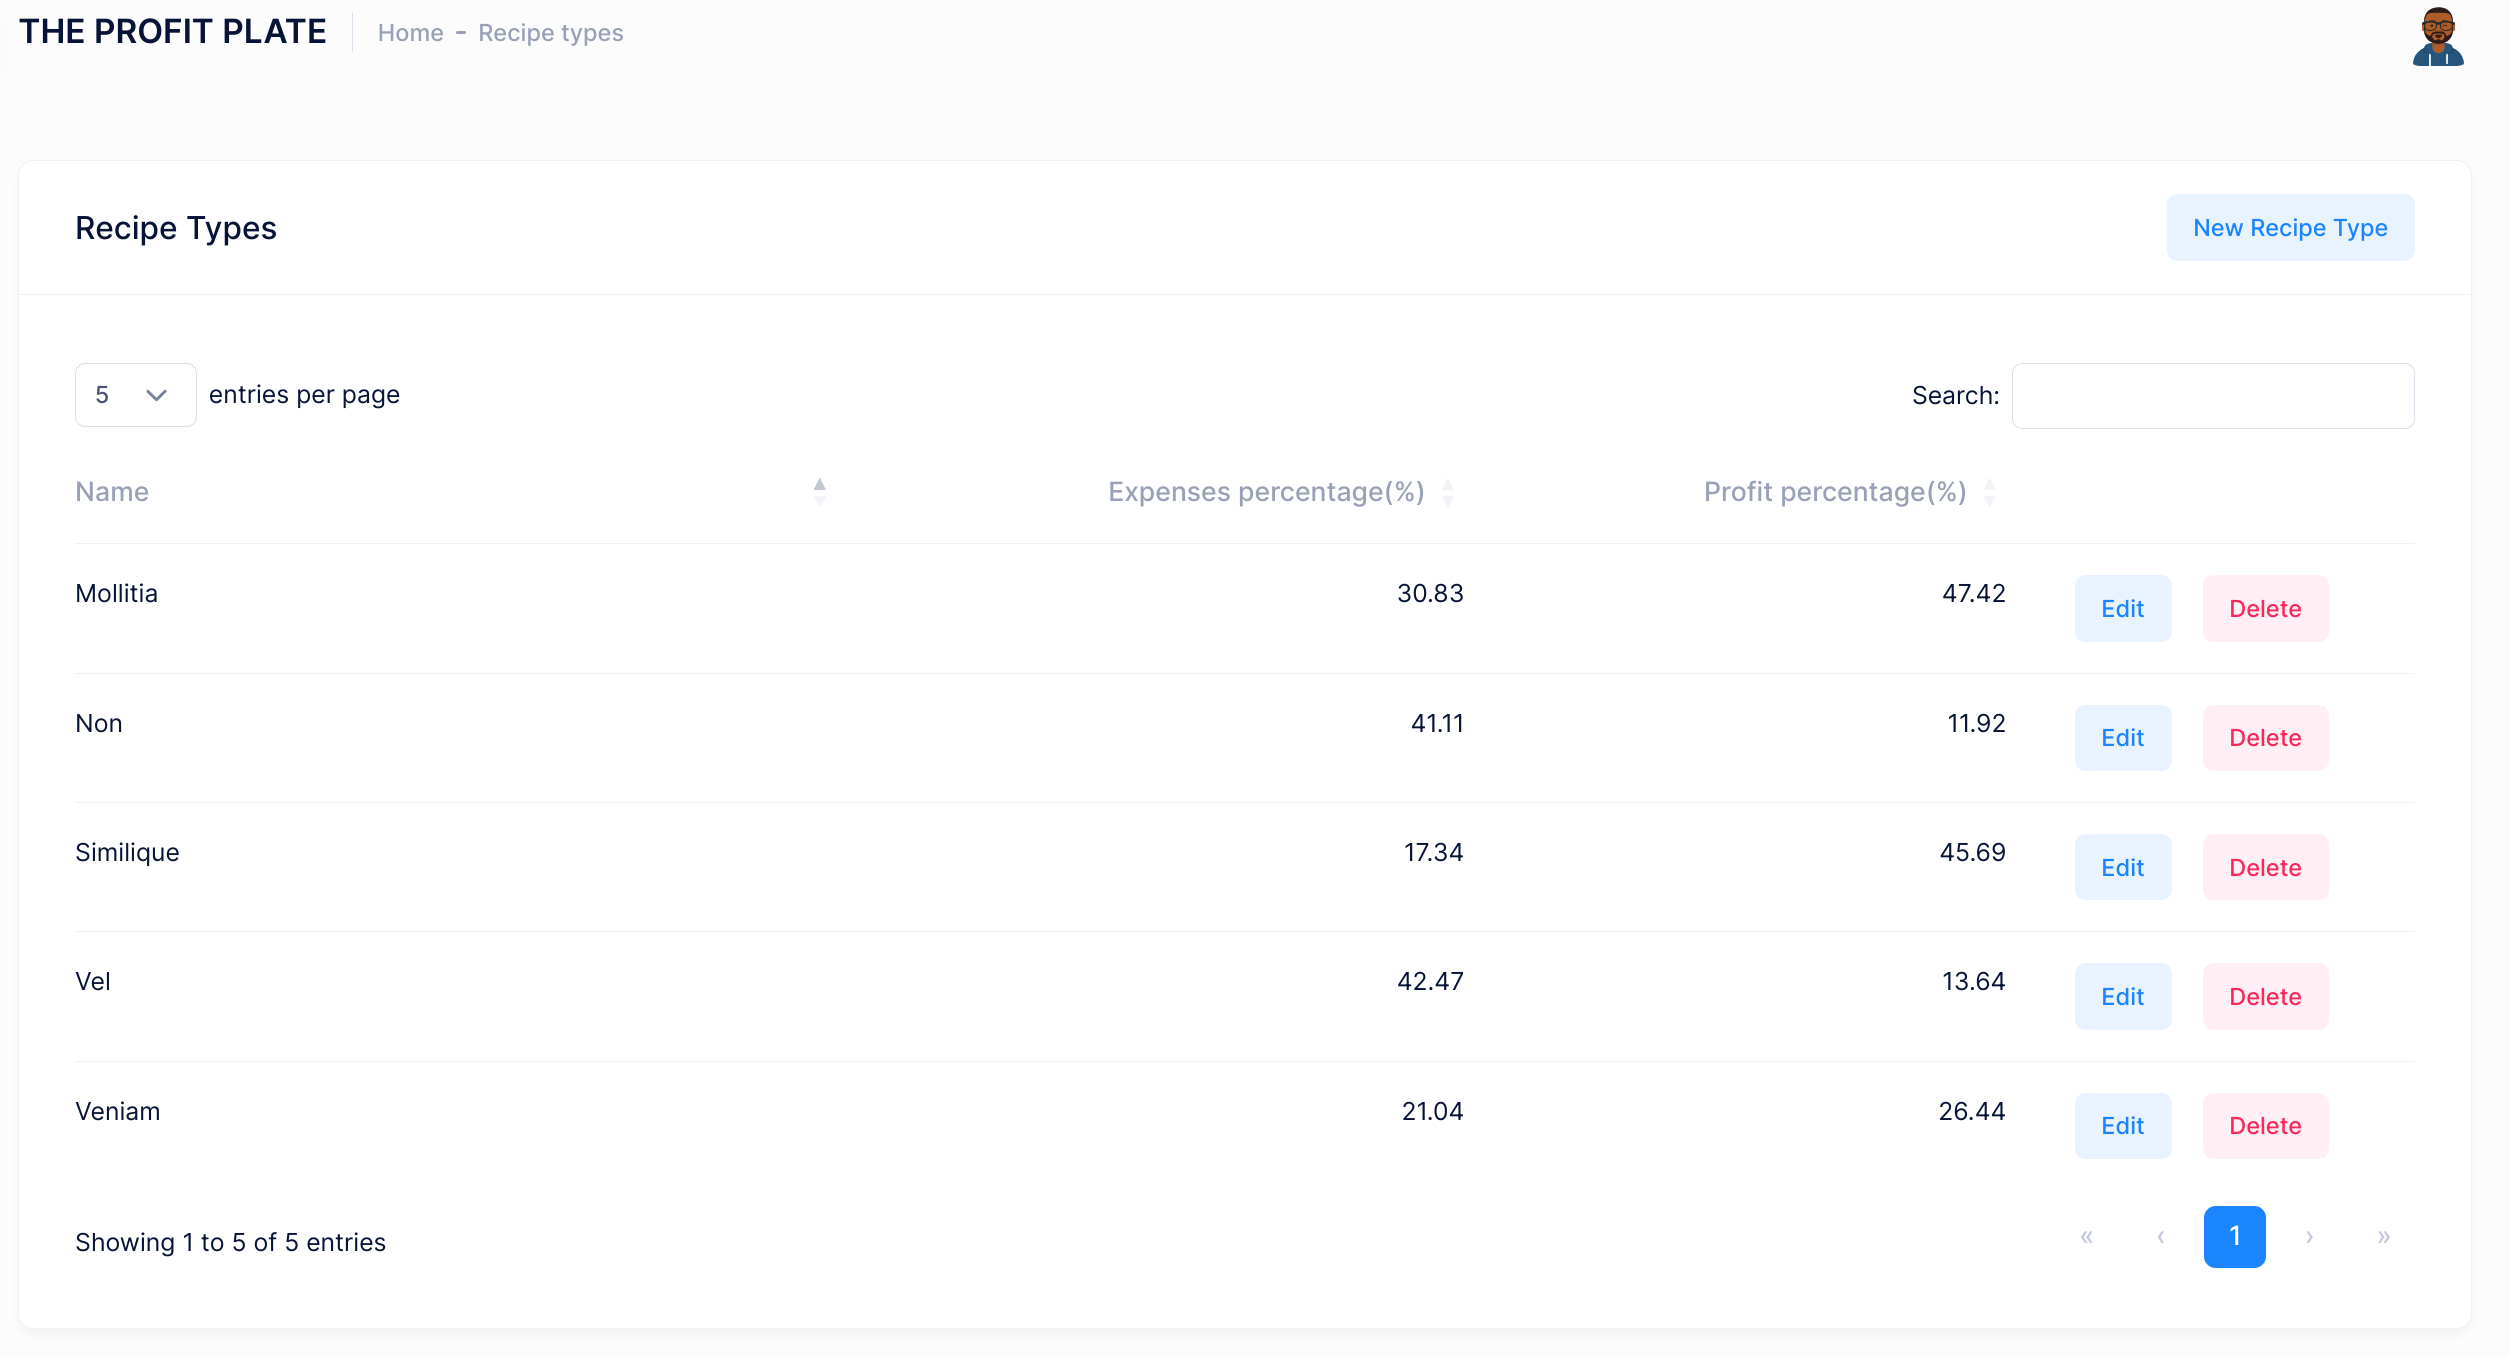 THE PROFIT PLATE Home - Recipe types
Recipe Types New Recipe Type
5 entries per page Search:
Name Expenses percentage(%) Profit percentage(%)
Mollitia 30.83 47.42 Edit Delete
Non 41.11 11.92 Edit Delete
Similique 17.34 45.69 Edit Delete
Vel 42.47 13.64 Edit Delete
Veniam 21.04 26.44 Edit Delete
Showing 1 to 5 of 5 entries « ‹ 1 › »